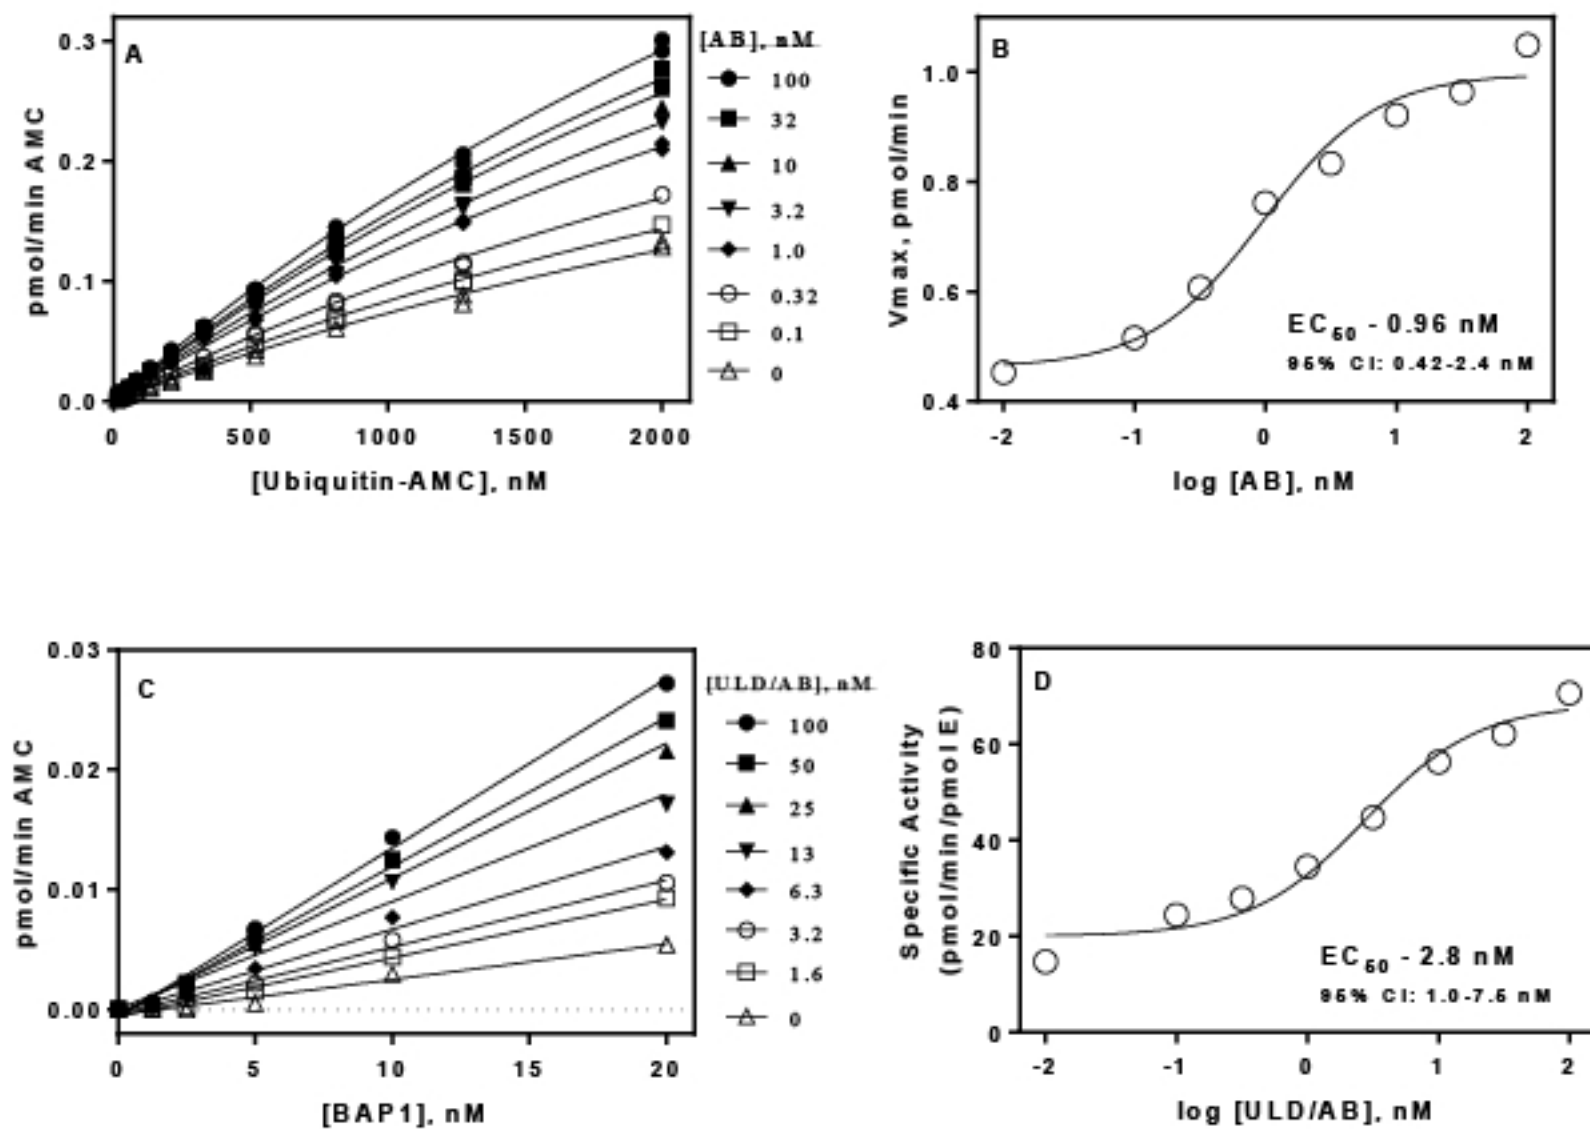 A
pmol/min AMC
0.3
0.2
0.1
0.0
0 500 1000 1500 2000
[Ubiquitin-AMC], nM
[AB], nM
100
32
10
3.2
1.0
0.32
0.1
0
B
Vmax, pmol/min
1.0
0.8
0.6
0.4
-2 -1 0 1 2
log [AB], nM
EC50 - 0.96 nM
95% CI: 0.42-2.4 nM
C
pmol/min AMC
0.03
0.02
0.01
0.00
0 5 10 15 20
[BAP1], nM
[ULD/AB], nM
100
50
25
13
6.3
3.2
1.6
0
D
Specific Activity
(pmol/min/pmol E)
80
60
40
20
0
-2 -1 0 1 2
log [ULD/AB], nM
EC50 - 2.8 nM
95% CI: 1.0-7.5 nM